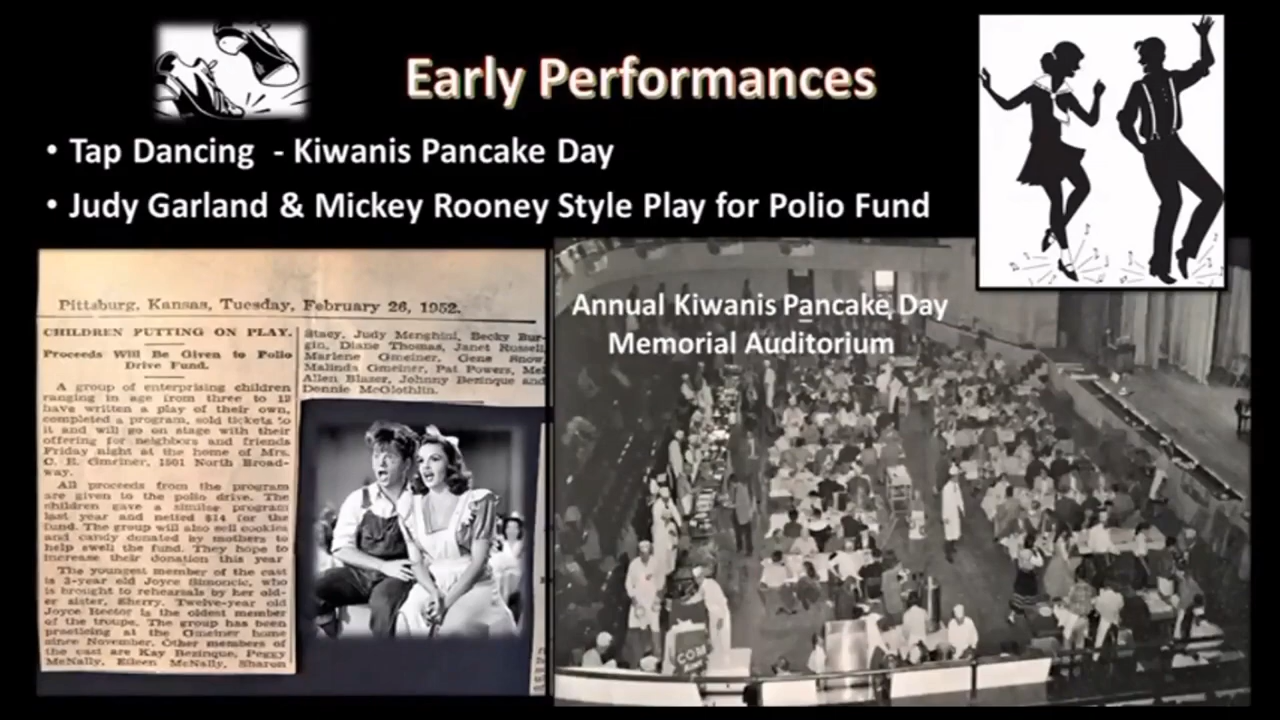 Early Performances
• Tap Dancing - Kiwanis Pancake Day
• Judy Garland & Mickey Rooney Style Play for Polio Fund
Pittsburg, Kansas, Tuesday, February 26, 1952.
CHILDREN PUTTING ON PLAY.
Proceeds Will Be Given to Polio
Drive Fund.
A group of enterprising children
ranging in age from three to 12
have written a play of their own,
completed a program, sold tickets to
it and will go on stage with their
offering for neighbors and friends
Friday night at the home of Mrs.
C. E. Gmeiner, 1501 North Broad-
way.
All proceeds from the program
are given to the polio drive. The
children gave a similar program
last year and netted $14 for the
fund. The group will also sell cookies
and candy donated by mothers to
help swell the fund. They hope to
increase their donation this year
The youngest member of the cast
is 3-year old Joyce Simoncic, who
is brought to rehearsals by her old-
er sister, Sherry. Twelve-year old
Joyce Rector is the oldest member
of the troupe. The group has been
practicing at the Gmeiner home
since November. Other members of
the cast are Kay Bezinque, Peggy
McNally, Eileen McNally, Sharon
Stacy, Judy Menghini, Becky Bur-
gin, Diane Thomas, Janet Russell,
Marlene Gmeiner, Gene Snow,
Malinda Gmeiner, Pat Powers, Mel
Allen Blazer, Johnny Bezinque and
Dennie McGlothlin.
Annual Kiwanis Pancake Day
Memorial Auditorium
COM